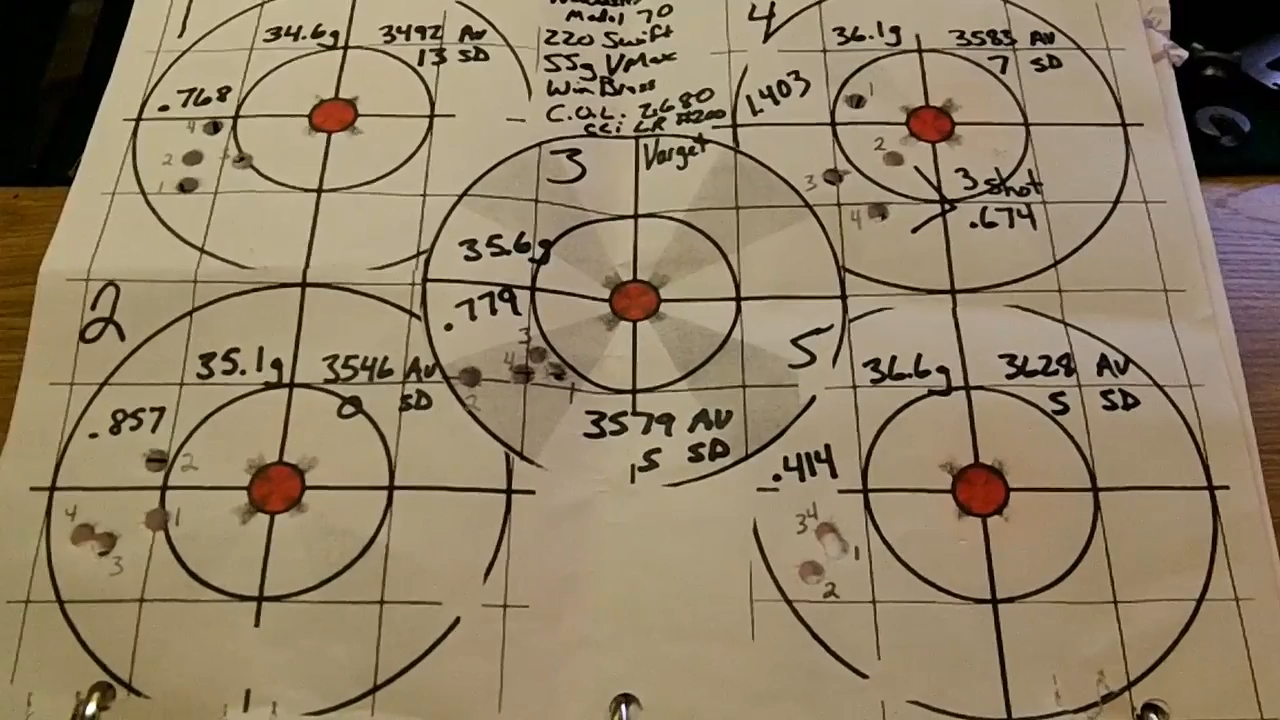 1
34.6g 3492 Av
13 SD
.768
4
2
1
Model 70
220 Swift
55g VMax
Win Brass
C.O.L. 2.680
CCi LR #200
Varget
4
36.1g 3583 AV
7 SD
1.403
1
2
3
4
3 shot
.674
3
35.6g
.779
3
4
2
1
3579 AV
15 SD
2
35.1g 3546 AV
0 SD
.857
2
1
4
3
5
36.6g 3628 AV
5 SD
.414
3 4
1
2